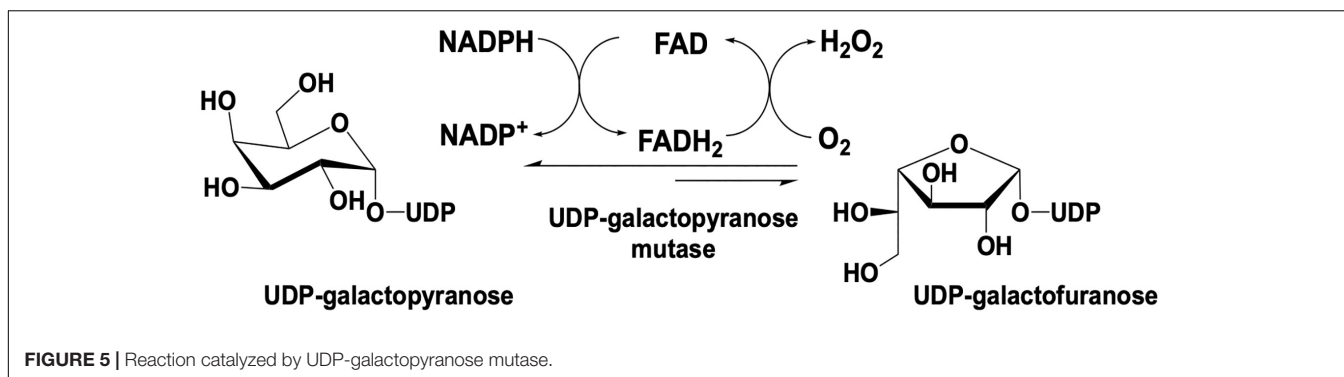 NADPH FAD H2O2
OH
HO O
NADP+ FADH2 O2
HO OH O–UDP
O
OH
HO O–UDP
OH
HO
UDP-galactopyranose
mutase
UDP-galactopyranose UDP-galactofuranose
FIGURE 5 | Reaction catalyzed by UDP-galactopyranose mutase.